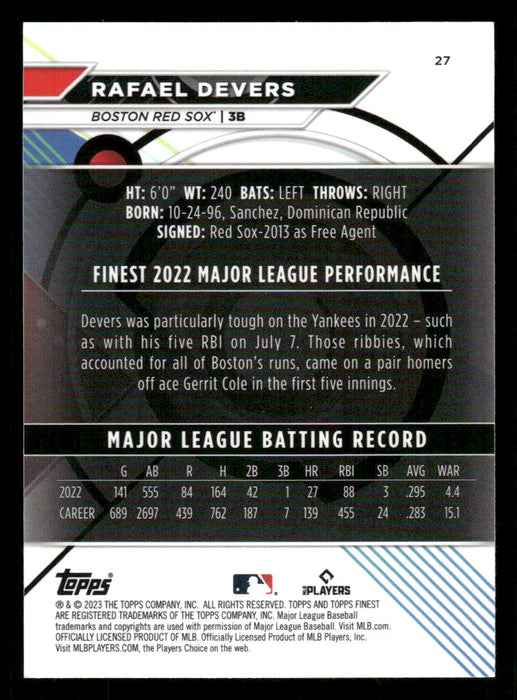 27
RAFAEL DEVERS
BOSTON RED SOX™ | 3B
HT: 6'0" WT: 240 BATS: LEFT THROWS: RIGHT
BORN: 10-24-96, Sanchez, Dominican Republic
SIGNED: Red Sox-2013 as Free Agent
FINEST 2022 MAJOR LEAGUE PERFORMANCE
Devers was particularly tough on the Yankees in 2022 – such
as with his five RBI on July 7. Those ribbies, which
accounted for all of Boston's runs, came on a pair homers
off ace Gerrit Cole in the first five innings.
MAJOR LEAGUE BATTING RECORD
G AB R H 2B 3B HR RBI SB AVG WAR
2022 141 555 84 164 42 1 27 88 3 .295 4.4
CAREER 689 2697 439 762 187 7 139 455 24 .283 15.1
topps MLB PLAYERS
® & © 2023 THE TOPPS COMPANY, INC. ALL RIGHTS RESERVED. TOPPS AND TOPPS FINEST
ARE REGISTERED TRADEMARKS OF THE TOPPS COMPANY, INC. Major League Baseball
trademarks and copyrights are used with permission of Major League Baseball. Visit MLB.com.
OFFICIALLY LICENSED PRODUCT OF MLB. Officially Licensed Product of MLB Players, Inc.
Visit MLBPLAYERS.com, the Players Choice on the web.